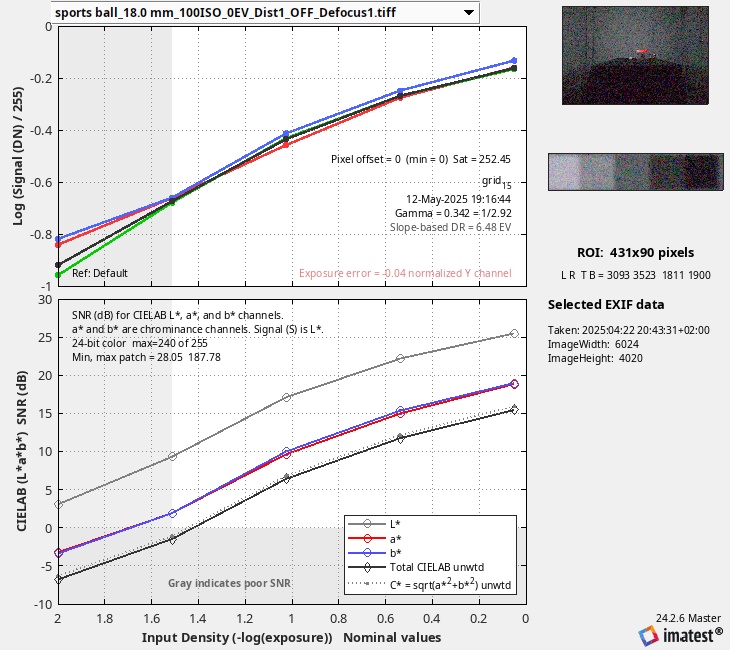 sports ball_18.0 mm_100ISO_0EV_Dist1_OFF_Defocus1.tiff
0
-0.2
-0.4
-0.6
-0.8
-1
Log (Signal (DN) / 255)
Pixel offset = 0 (min = 0) Sat = 252.45
grid_15
12-May-2025 19:16:44
Gamma = 0.342 = 1/2.92
Slope-based DR = 6.48 EV
Ref: Default
Exposure error = -0.04 normalized Y channel
30
25
20
15
10
5
0
-5
-10
CIELAB (L*a*b*) SNR (dB)
SNR (dB) for CIELAB L*, a*, and b* channels.
a* and b* are chrominance channels. Signal (S) is L*.
24-bit color max=240 of 255
Min, max patch = 28.05 187.78
Gray indicates poor SNR
L*
a*
b*
Total CIELAB unwtd
C* = sqrt(a*²+b*²) unwtd
2 1.8 1.6 1.4 1.2 1 0.8 0.6 0.4 0.2 0
Input Density (-log(exposure)) Nominal values
ROI: 431x90 pixels
L R T B = 3093 3523 1811 1900
Selected EXIF data
Taken: 2025:04:22 20:43:31+02:00
ImageWidth: 6024
ImageHeight: 4020
24.2.6 Master
imatest®